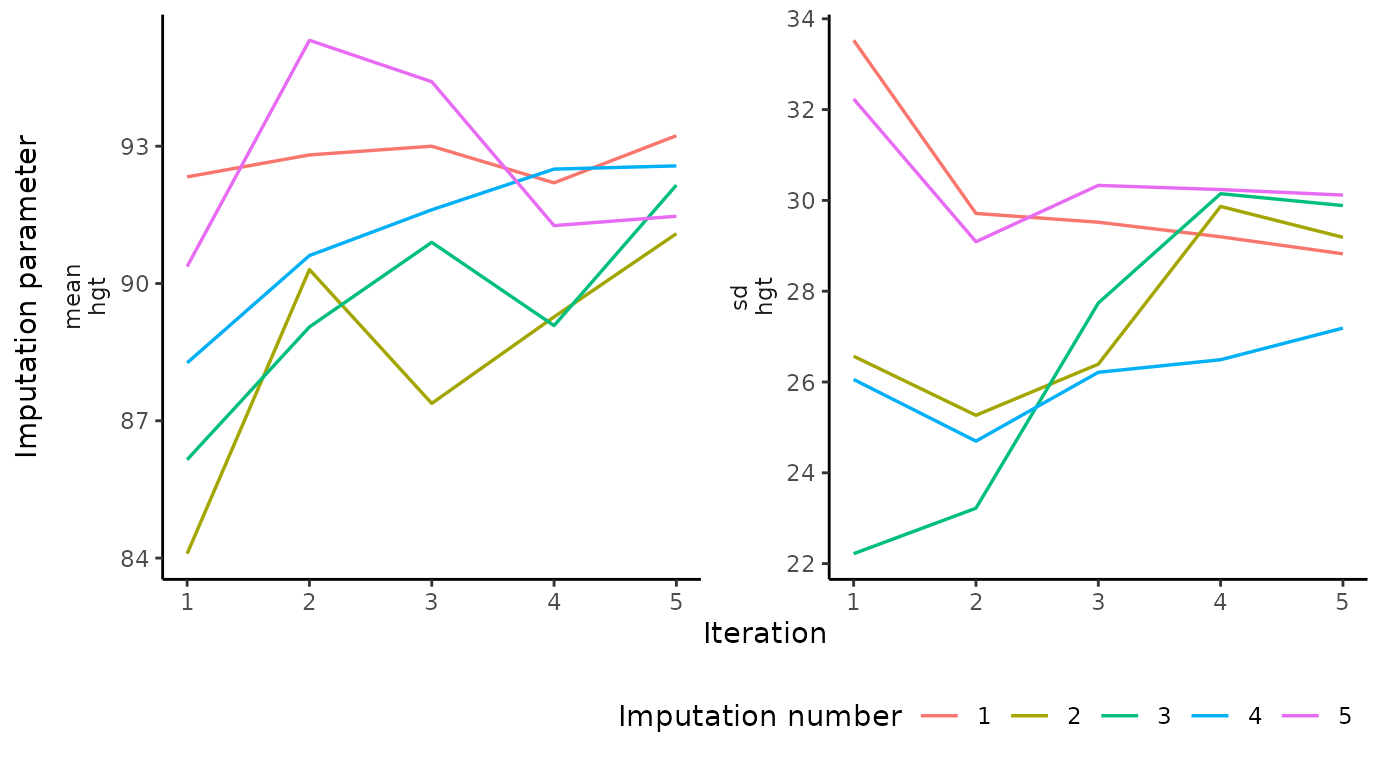 Imputation parameter
mean
hgt
93
90
87
84
1 2 3 4 5
sd
hgt
34
32
30
28
26
24
22
1 2 3 4 5
Iteration
Imputation number 1 2 3 4 5